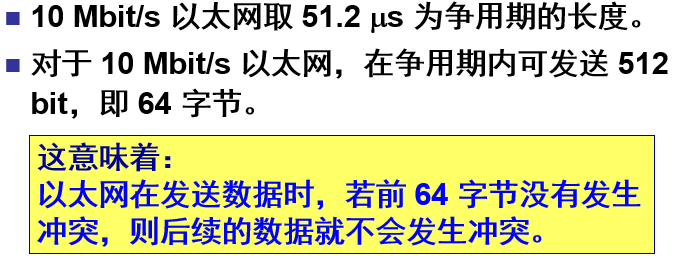 10 Mbit/s 以太网取 51.2 μs 为争用期的长度。
对于 10 Mbit/s 以太网，在争用期内可发送 512
bit，即 64 字节。
这意味着：
以太网在发送数据时，若前 64 字节没有发生
冲突，则后续的数据就不会发生冲突。